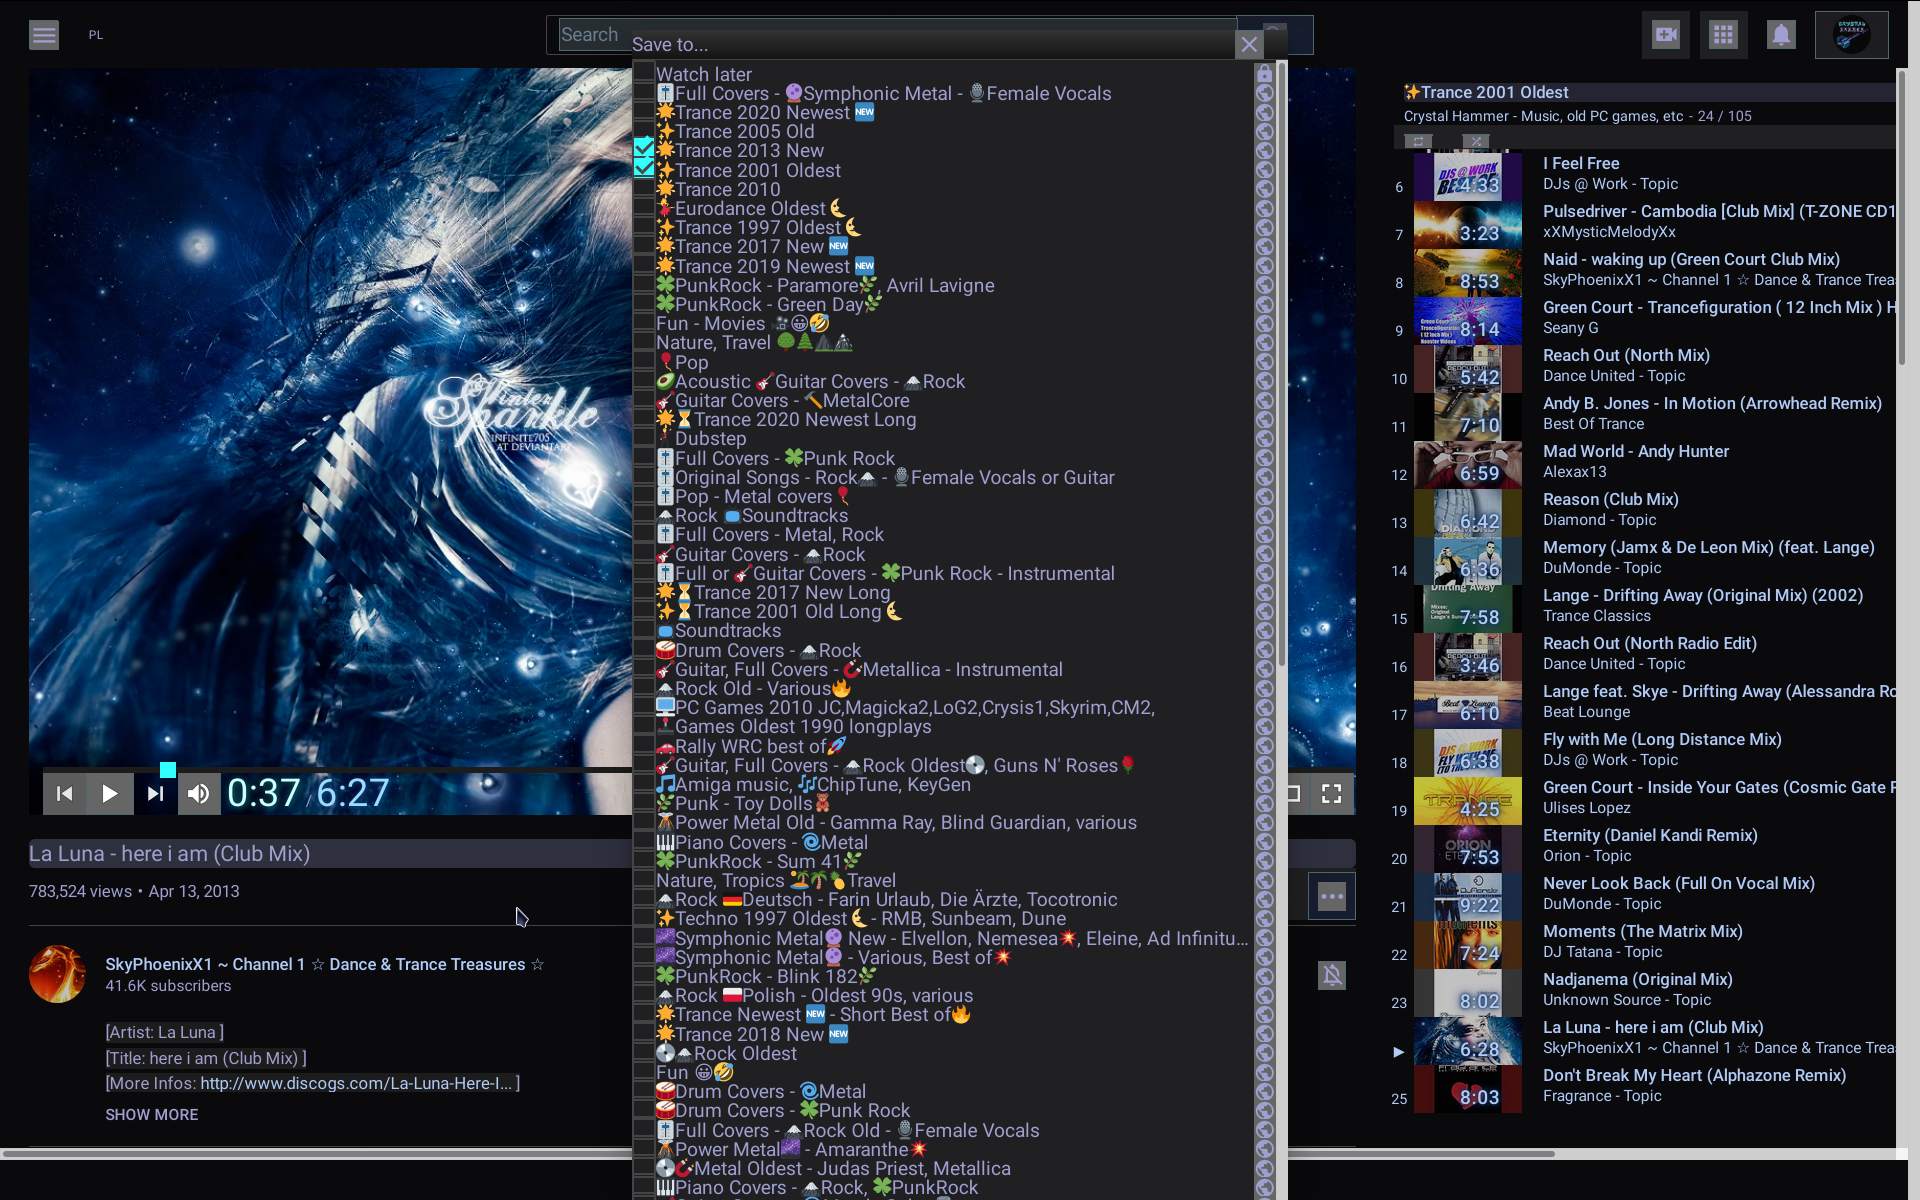 PL
Search
Save to...
Watch later
Full Covers - Symphonic Metal - Female Vocals
Trance 2020 Newest NEW
Trance 2005 Old
Trance 2013 New
Trance 2001 Oldest
Trance 2010
Eurodance Oldest
Trance 1997 Oldest
Trance 2017 New NEW
Trance 2019 Newest NEW
PunkRock - Paramore, Avril Lavigne
PunkRock - Green Day
Fun - Movies
Nature, Travel
Pop
Acoustic Guitar Covers - Rock
Guitar Covers - MetalCore
Trance 2020 Newest Long
Dubstep
Full Covers - Punk Rock
Original Songs - Rock - Female Vocals or Guitar
Pop - Metal covers
Rock Soundtracks
Full Covers - Metal, Rock
Guitar Covers - Rock
Full or Guitar Covers - Punk Rock - Instrumental
Trance 2017 New Long
Trance 2001 Old Long
Soundtracks
Drum Covers - Rock
Guitar, Full Covers - Metallica - Instrumental
Rock Old - Various
PC Games 2010 JC,Magicka2,LoG2,Crysis1,Skyrim,CM2,
Games Oldest 1990 longplays
Rally WRC best of
Guitar, Full Covers - Rock Oldest, Guns N' Roses
Amiga music, ChipTune, KeyGen
Punk - Toy Dolls
Power Metal Old - Gamma Ray, Blind Guardian, various
Piano Covers - Metal
PunkRock - Sum 41
Nature, Tropics Travel
Rock Deutsch - Farin Urlaub, Die Ärzte, Tocotronic
Techno 1997 Oldest - RMB, Sunbeam, Dune
Symphonic Metal New - Elvellon, Nemesea, Eleine, Ad Infinitu...
Symphonic Metal - Various, Best of
PunkRock - Blink 182
Rock Polish - Oldest 90s, various
Trance Newest NEW - Short Best of
Trance 2018 New NEW
Rock Oldest
Fun
Drum Covers - Metal
Drum Covers - Punk Rock
Full Covers - Rock Old - Female Vocals
Power Metal - Amaranthe
Metal Oldest - Judas Priest, Metallica
Piano Covers - Rock, PunkRock
Winter
Sparkle
INFINITE705
AT DEVIANTART
0:37 / 6:27
La Luna - here i am (Club Mix)
783,524 views • Apr 13, 2013
SkyPhoenixX1 ~ Channel 1 ☆ Dance & Trance Treasures ☆
41.6K subscribers
[Artist: La Luna ]
[Title: here i am (Club Mix) ]
[More Infos: http://www.discogs.com/La-Luna-Here-I... ]
SHOW MORE
Trance 2001 Oldest
Crystal Hammer - Music, old PC games, etc - 24 / 105
6 4:33 I Feel Free
DJs @ Work - Topic
7 3:23 Pulsedriver - Cambodia [Club Mix] (T-ZONE CD1
xXMysticMelodyXx
8 8:53 Naid - waking up (Green Court Club Mix)
SkyPhoenixX1 ~ Channel 1 ☆ Dance & Trance Trea
9 8:14 Green Court - Trancefiguration ( 12 Inch Mix ) H
Seany G
10 5:42 Reach Out (North Mix)
Dance United - Topic
11 7:10 Andy B. Jones - In Motion (Arrowhead Remix)
Best Of Trance
12 6:59 Mad World - Andy Hunter
Alexax13
13 6:42 Reason (Club Mix)
Diamond - Topic
14 6:36 Memory (Jamx & De Leon Mix) (feat. Lange)
DuMonde - Topic
15 7:58 Lange - Drifting Away (Original Mix) (2002)
Trance Classics
16 3:46 Reach Out (North Radio Edit)
Dance United - Topic
17 6:10 Lange feat. Skye - Drifting Away (Alessandra Ro
Beat Lounge
18 6:38 Fly with Me (Long Distance Mix)
DJs @ Work - Topic
19 4:25 Green Court - Inside Your Gates (Cosmic Gate F
Ulises Lopez
20 7:53 Eternity (Daniel Kandi Remix)
Orion - Topic
21 9:22 Never Look Back (Full On Vocal Mix)
DuMonde - Topic
22 7:24 Moments (The Matrix Mix)
DJ Tatana - Topic
23 8:02 Nadjanema (Original Mix)
Unknown Source - Topic
6:28 La Luna - here i am (Club Mix)
SkyPhoenixX1 ~ Channel 1 ☆ Dance & Trance Trea
25 8:03 Don't Break My Heart (Alphazone Remix)
Fragrance - Topic